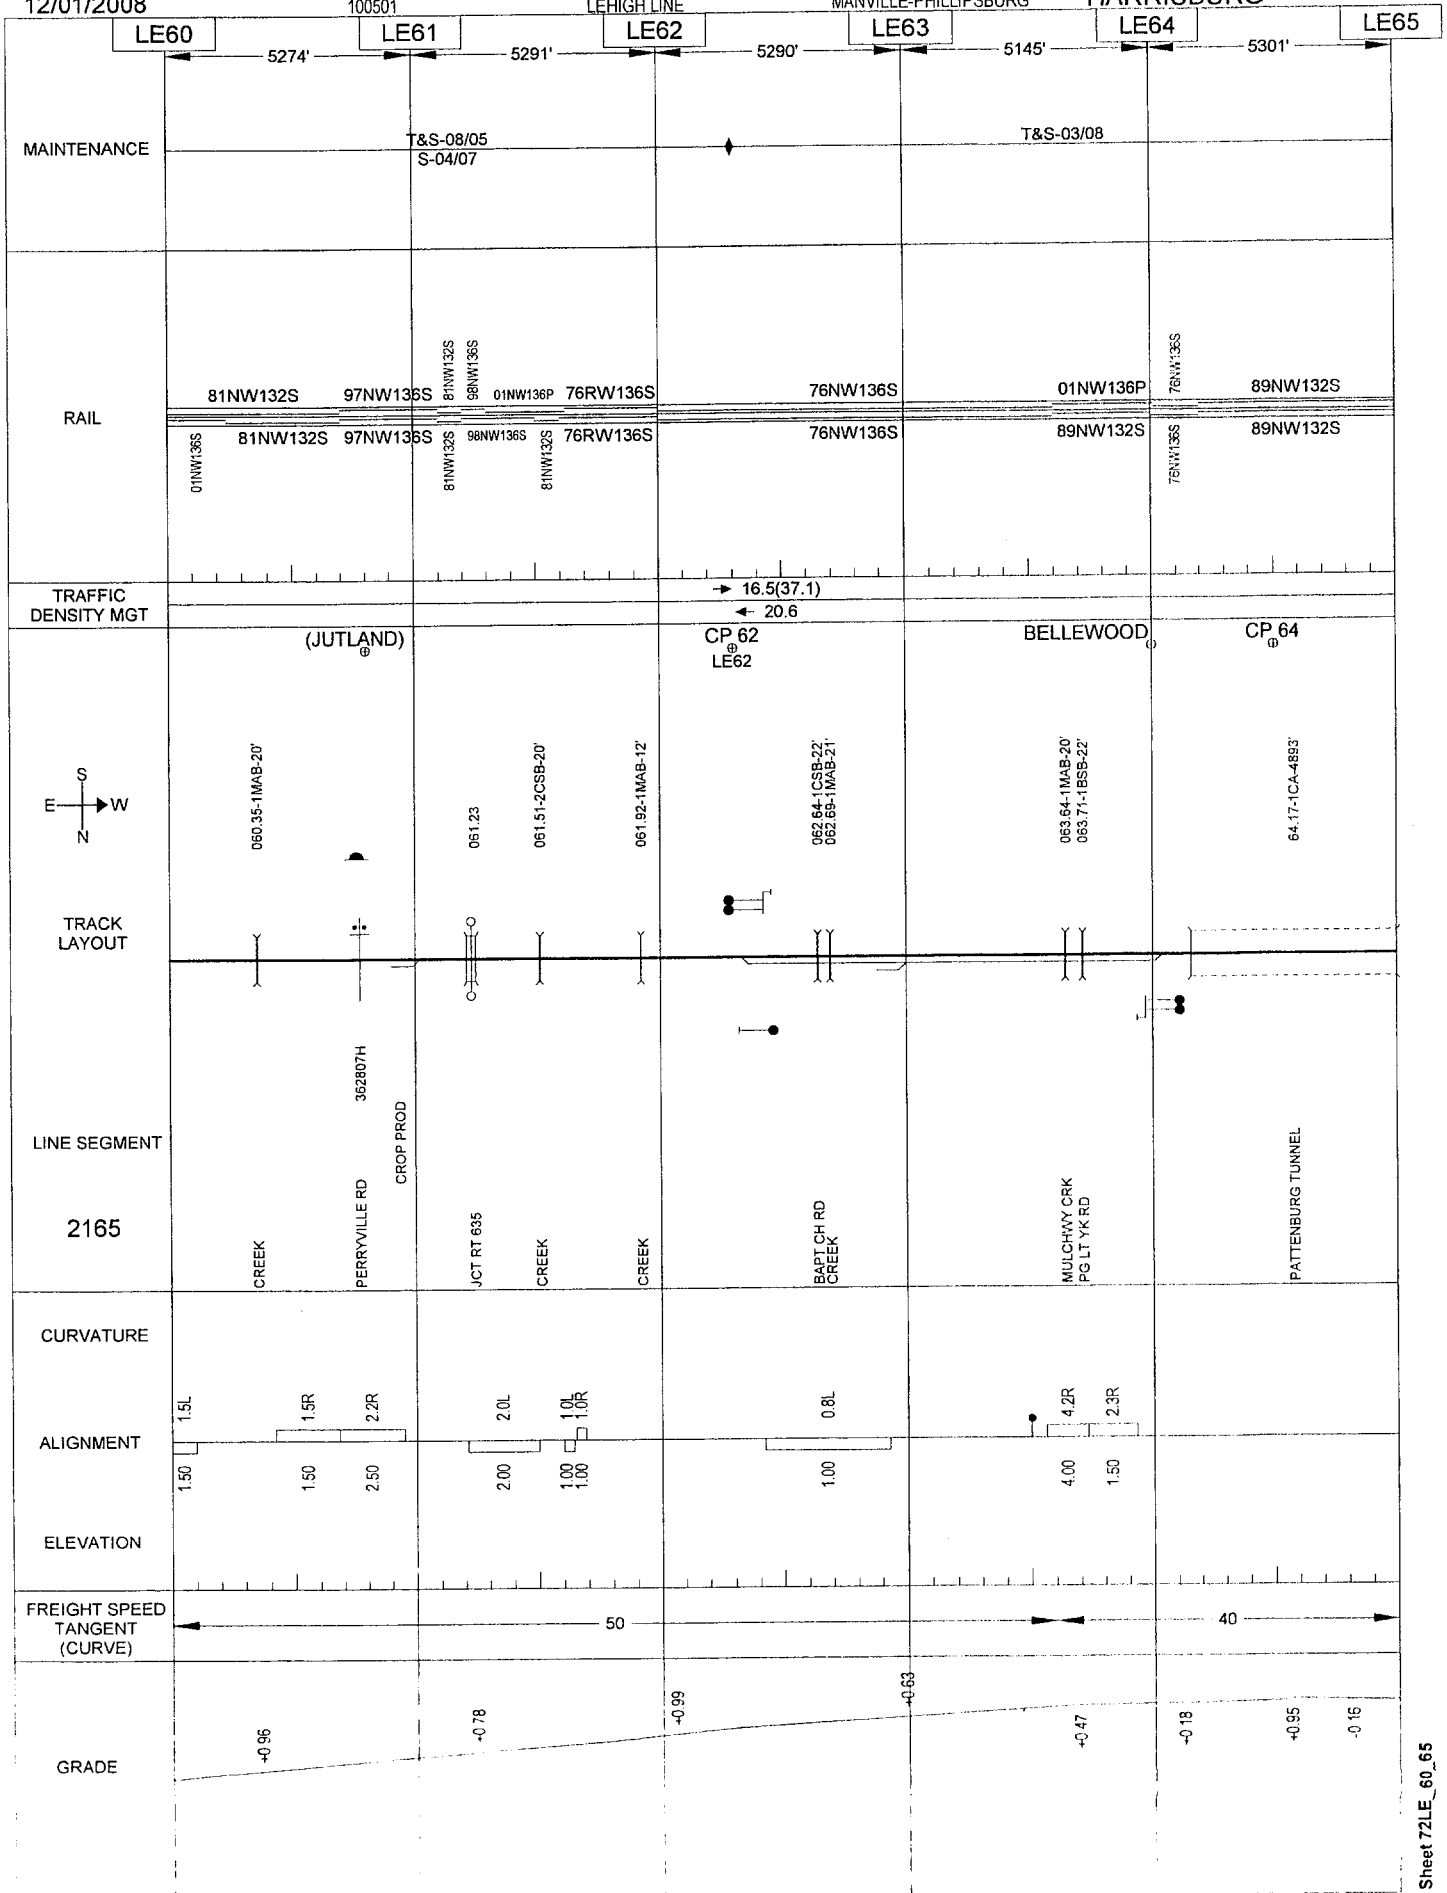 12/01/2008 100501 LEHIGH LINE MANVILLE-PHILLIPSBURG HARRISBURG
LE60 LE61 LE62 LE63 LE64 LE65
5274' 5291' 5290' 5145' 5301'
MAINTENANCE
T&S-08/05
S-04/07
T&S-03/08
RAIL
81NW132S 97NW136S 81NW132S 98NW136S 01NW136P 76RW136S 76NW136S 01NW136P 76NW136S 89NW132S
01NW136S 81NW132S 97NW136S 81NW132S 98NW136S 81NW132S 76RW136S 76NW136S 89NW132S 76NW136S 89NW132S
TRAFFIC
DENSITY MGT
16.5(37.1)
20.6
(JUTLAND) CP 62 BELLEWOOD CP 64
LE62
S
E W
N
060.35-1MAB-20'
061.23
061.51-2CSB-20'
061.92-1MAB-12'
062.64-1CSB-22'
062.69-1MAB-21'
063.64-1MAB-20'
063.71-1BSB-22'
64.17-1CA-4893'
TRACK
LAYOUT
LINE SEGMENT
2165
CREEK
PERRYVILLE RD 362807H
CROP PROD
JCT RT 635
CREEK
CREEK
BAPT CH RD
CREEK
MULCHWY CRK
PG LT YK RD
PATTENBURG TUNNEL
CURVATURE
1.5L 1.5R 2.2R 2.0L 1.0L 1.0R 0.8L 4.2R 2.3R
ALIGNMENT
1.50 1.50 2.50 2.00 1.00 1.00 1.00 4.00 1.50
ELEVATION
FREIGHT SPEED
TANGENT
(CURVE)
50 40
GRADE
+0.96 +0.78 +0.99 +0.63 +0.47 +0.18 +0.95 -0.16
Sheet 72LE_60_65